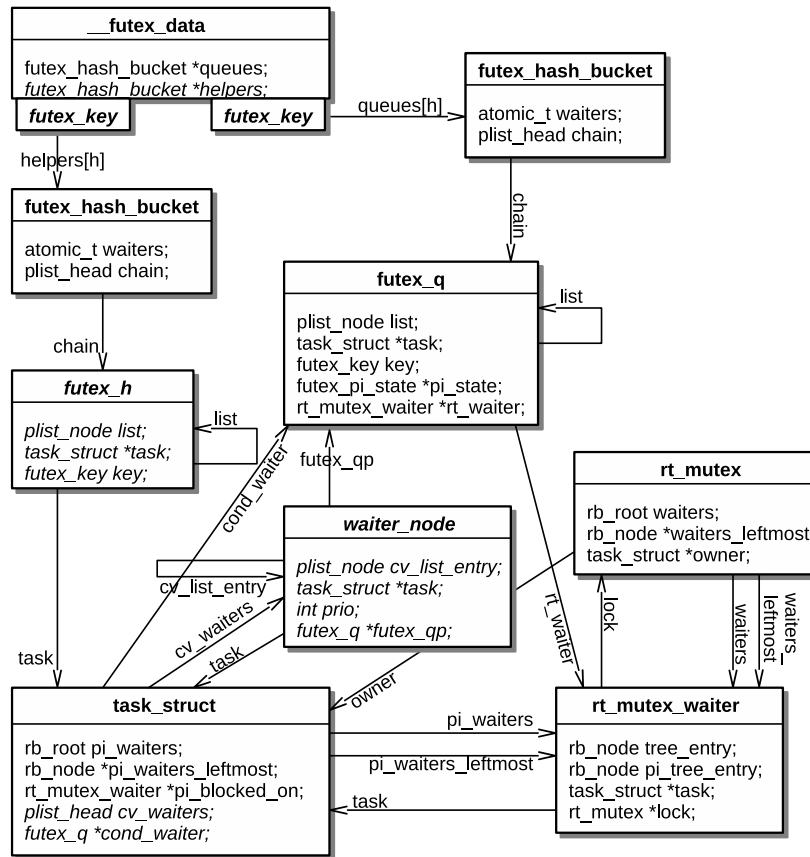 __futex_data
futex_hash_bucket *queues;
futex_hash_bucket *helpers;
futex_key
futex_key
queues[h]
futex_hash_bucket
atomic_t waiters;
plist_head chain;
helpers[h]
futex_hash_bucket
atomic_t waiters;
plist_head chain;
chain
chain
futex_q
plist_node list;
task_struct *task;
futex_key key;
futex_pi_state *pi_state;
rt_mutex_waiter *rt_waiter;
list
futex_h
plist_node list;
task_struct *task;
futex_key key;
list
cond_waiter
futex_qp
rt_mutex
rb_root waiters;
rb_node *waiters_leftmost
task_struct *owner;
waiter_node
plist_node cv_list_entry;
task_struct *task;
int prio;
futex_q *futex_qp;
cv_list_entry
cv_waiters
task
owner
rt_waiter
lock
waiters
waiters_
leftmost
task
task_struct
rb_root pi_waiters;
rb_node *pi_waiters_leftmost;
rt_mutex_waiter *pi_blocked_on;
plist_head cv_waiters;
futex_q *cond_waiter;
pi_waiters
pi_waiters_leftmost
task
rt_mutex_waiter
rb_node tree_entry;
rb_node pi_tree_entry;
task_struct *task;
rt_mutex *lock;